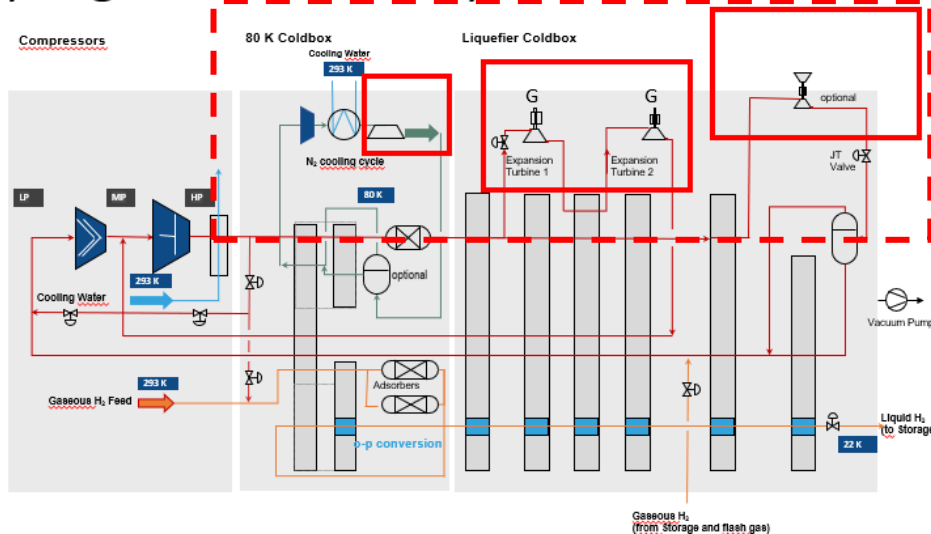 Compressors
80 K Coldbox
Liquefier Coldbox
Cooling Water
293 K
N₂ cooling cycle
G
G
Expansion
Turbine 1
Expansion
Turbine 2
optional
JT
Valve
LP
MP
HP
80 K
optional
293 K
Cooling Water
Vacuum Pump
293 K
Gaseous H₂ Feed
Adsorbers
o-p conversion
Liquid H₂
(to Storage
22 K
Gaseous H₂
(from Storage and flash gas)